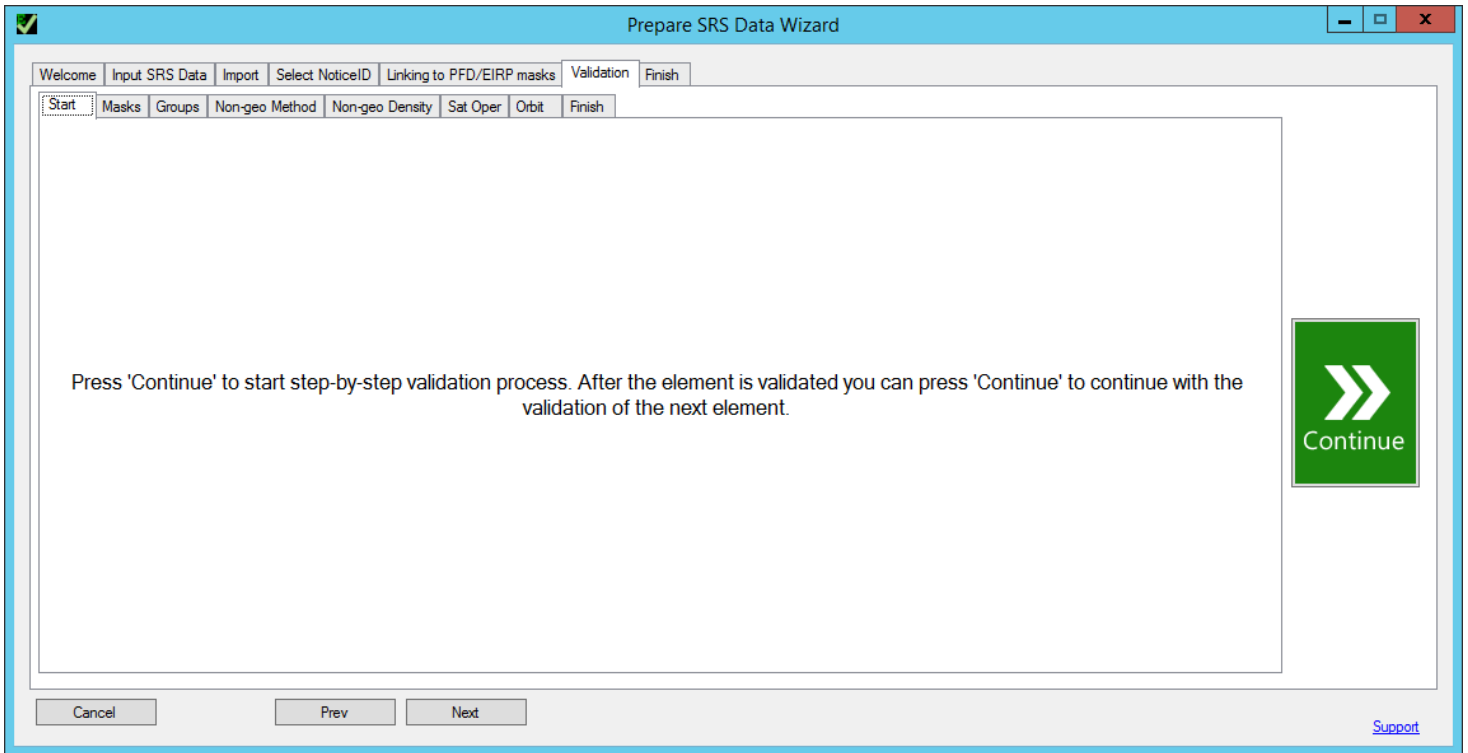 Prepare SRS Data Wizard
Welcome Input SRS Data Import Select NoticeID Linking to PFD/EIRP masks Validation Finish
Start Masks Groups Non-geo Method Non-geo Density Sat Oper Orbit Finish
Press 'Continue' to start step-by-step validation process. After the element is validated you can press 'Continue' to continue with the
validation of the next element.
Continue
Cancel Prev Next
Support